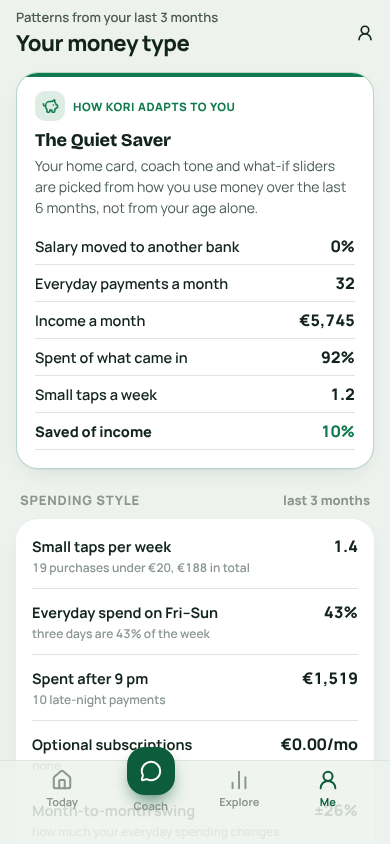 Patterns from your last 3 months
Your money type
HOW KORI ADAPTS TO YOU
The Quiet Saver
Your home card, coach tone and what-if sliders
are picked from how you use money over the last
6 months, not from your age alone.
Salary moved to another bank 0%
Everyday payments a month 32
Income a month €5,745
Spent of what came in 92%
Small taps a week 1.2
Saved of income 10%
SPENDING STYLE last 3 months
Small taps per week 1.4
19 purchases under €20, €188 in total
Everyday spend on Fri–Sun 43%
three days are 43% of the week
Spent after 9 pm €1,519
10 late-night payments
Optional subscriptions €0.00/mo
none
Month-to-month swing ±26%
how much your everyday spending changes
Today Coach Explore Me